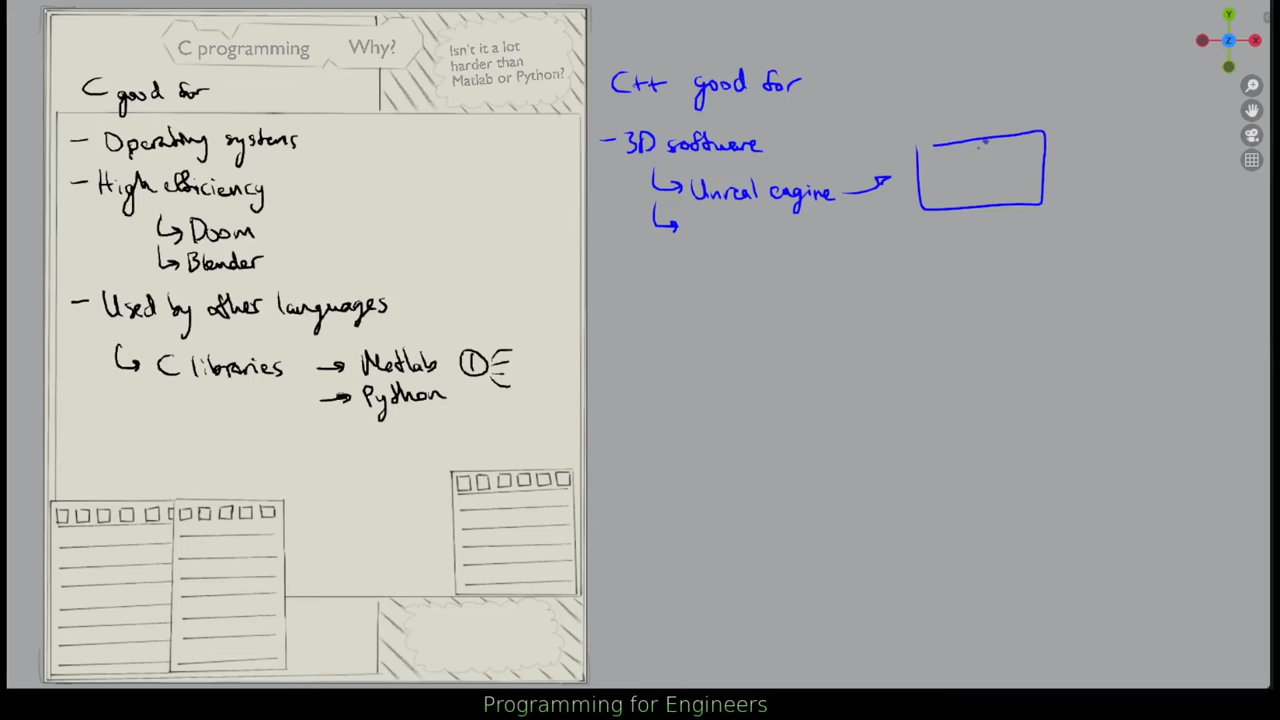 C programming Why?
Isn't it a lot
harder than
Matlab or Python?
C good for
- Operating systems
- High efficiency
↳ Doom
↳ Blender
- Used by other languages
↳ C libraries → Matlab ①
→ Python
C++ good for
- 3D software
↳ Unreal engine →
↳
Y
Z
X
Programming for Engineers